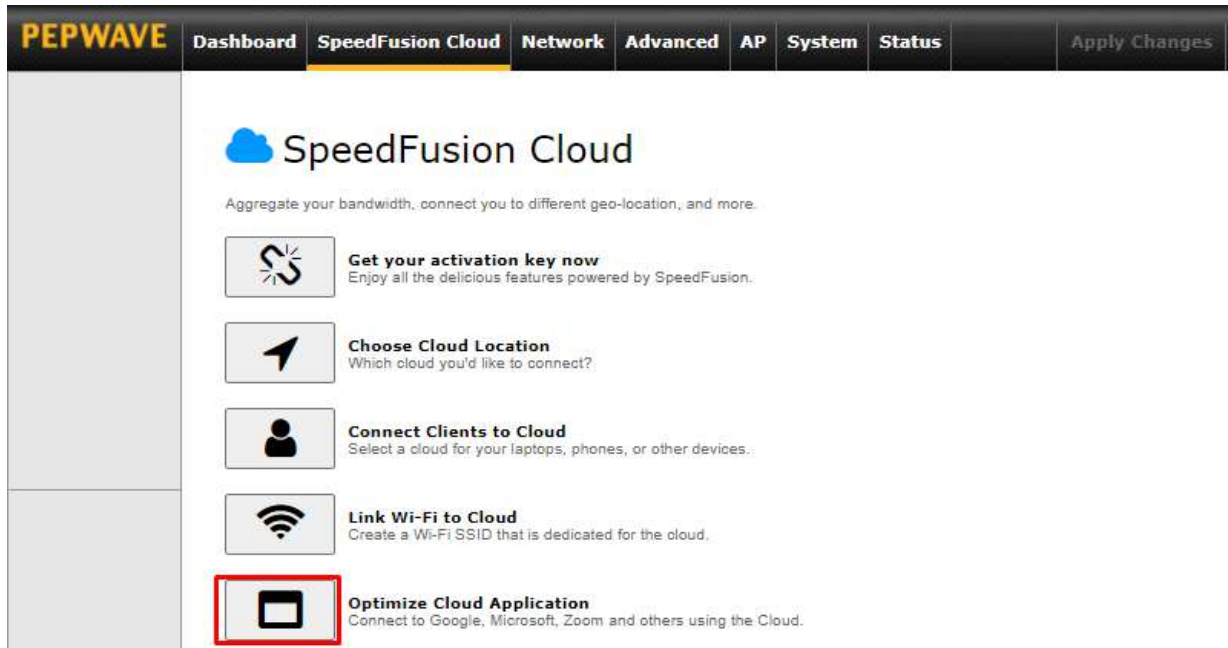 PEPWAVE Dashboard SpeedFusion Cloud Network Advanced AP System Status Apply Changes
SpeedFusion Cloud
Aggregate your bandwidth, connect you to different geo-location, and more.
Get your activation key now
Enjoy all the delicious features powered by SpeedFusion.
Choose Cloud Location
Which cloud you'd like to connect?
Connect Clients to Cloud
Select a cloud for your laptops, phones, or other devices.
Link Wi-Fi to Cloud
Create a Wi-Fi SSID that is dedicated for the cloud.
Optimize Cloud Application
Connect to Google, Microsoft, Zoom and others using the Cloud.